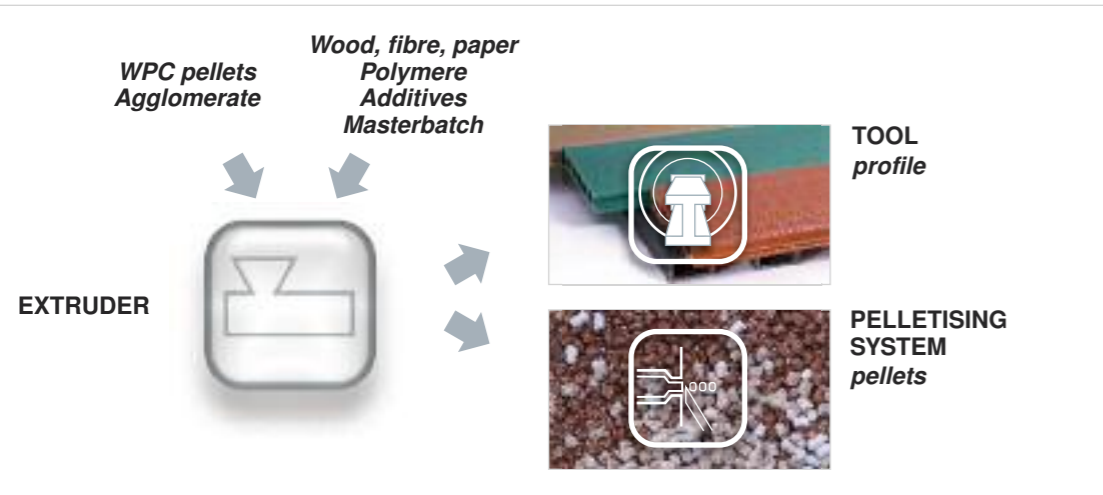 WPC pellets
Agglomerate
Wood, fibre, paper
Polymere
Additives
Masterbatch
EXTRUDER
TOOL
profile
PELLETISING
SYSTEM
pellets